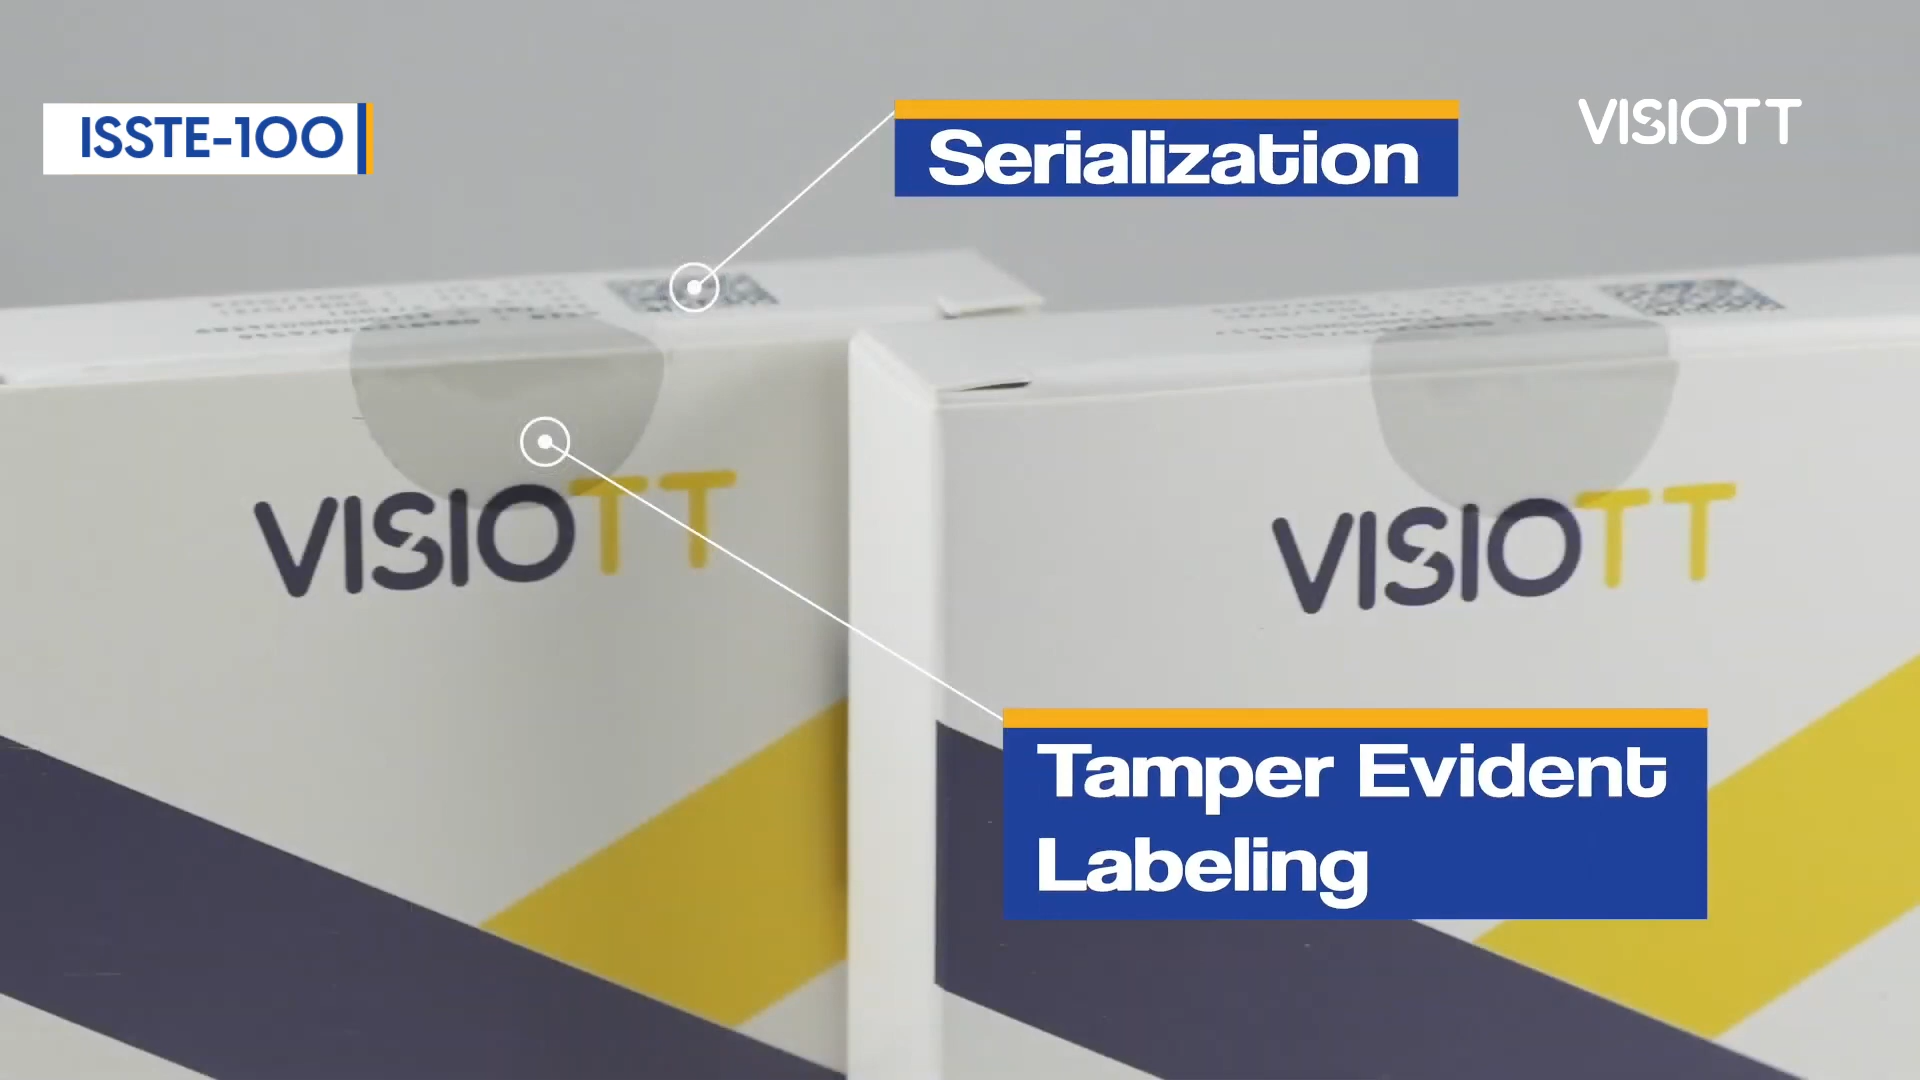 ISSTE-100
Serialization
VISIOTT
VISIOTT
VISIOTT
Tamper Evident
Labeling